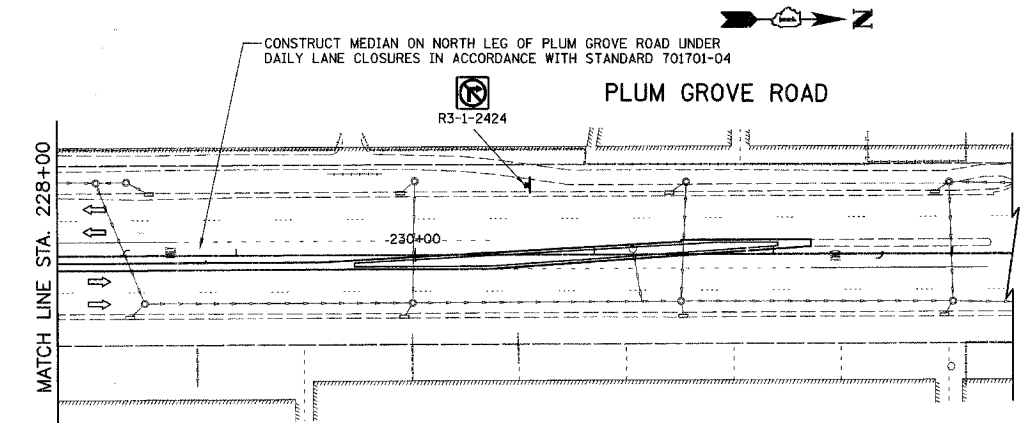 N
CONSTRUCT MEDIAN ON NORTH LEG OF PLUM GROVE ROAD UNDER
DAILY LANE CLOSURES IN ACCORDANCE WITH STANDARD 701701-04
R3-1-2424
PLUM GROVE ROAD
MATCH LINE STA. 228+00
230+00